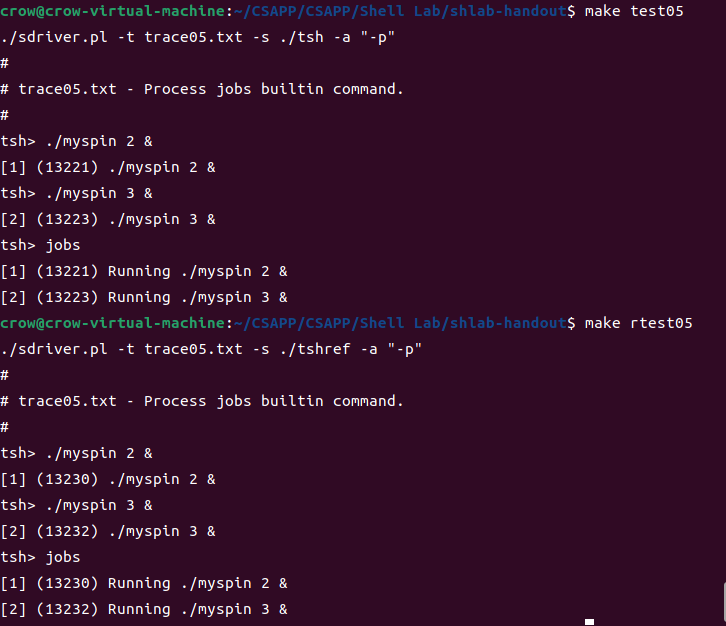 crow@crow-virtual-machine:~/CSAPP/CSAPP/Shell Lab/shlab-handout$ make test05
./sdriver.pl -t trace05.txt -s ./tsh -a "-p"
#
# trace05.txt - Process jobs builtin command.
#
tsh> ./myspin 2 &
[1] (13221) ./myspin 2 &
tsh> ./myspin 3 &
[2] (13223) ./myspin 3 &
tsh> jobs
[1] (13221) Running ./myspin 2 &
[2] (13223) Running ./myspin 3 &
crow@crow-virtual-machine:~/CSAPP/CSAPP/Shell Lab/shlab-handout$ make rtest05
./sdriver.pl -t trace05.txt -s ./tshref -a "-p"
#
# trace05.txt - Process jobs builtin command.
#
tsh> ./myspin 2 &
[1] (13230) ./myspin 2 &
tsh> ./myspin 3 &
[2] (13232) ./myspin 3 &
tsh> jobs
[1] (13230) Running ./myspin 2 &
[2] (13232) Running ./myspin 3 &